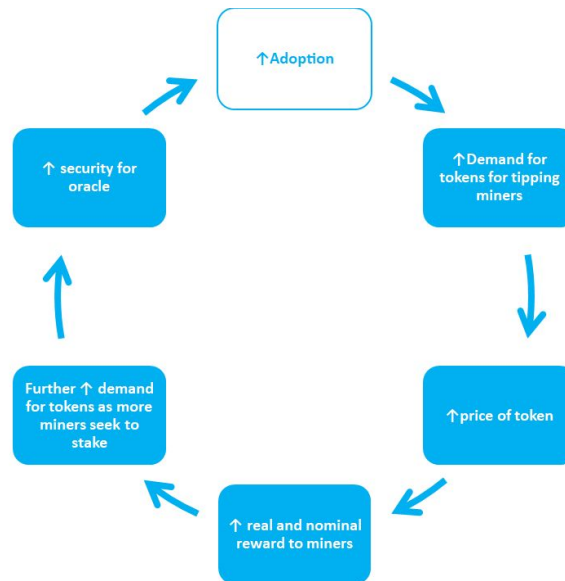 ↑Adoption
↑Demand for
tokens for tipping
miners
↑price of token
↑ real and nominal
reward to miners
Further ↑ demand
for tokens as more
miners seek to
stake
↑ security for
oracle